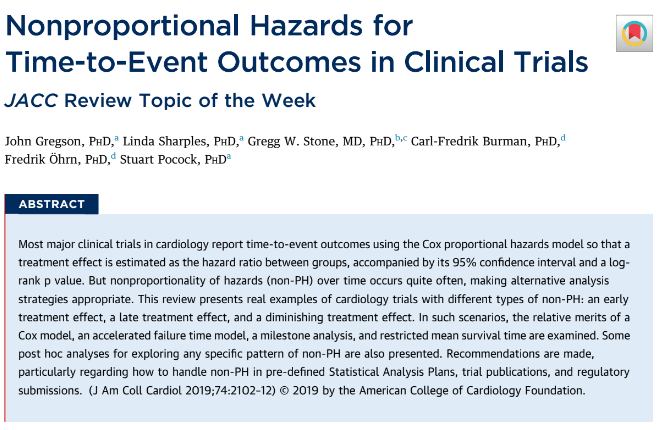 Nonproportional Hazards for
Time-to-Event Outcomes in Clinical Trials
JACC Review Topic of the Week
John Gregson, PHD,a Linda Sharples, PHD,a Gregg W. Stone, MD, PHD,b,c Carl-Fredrik Burman, PHD,d
Fredrik Öhrn, PHD,d Stuart Pocock, PHDa
ABSTRACT
Most major clinical trials in cardiology report time-to-event outcomes using the Cox proportional hazards model so that a
treatment effect is estimated as the hazard ratio between groups, accompanied by its 95% confidence interval and a log-
rank p value. But nonproportionality of hazards (non-PH) over time occurs quite often, making alternative analysis
strategies appropriate. This review presents real examples of cardiology trials with different types of non-PH: an early
treatment effect, a late treatment effect, and a diminishing treatment effect. In such scenarios, the relative merits of a
Cox model, an accelerated failure time model, a milestone analysis, and restricted mean survival time are examined. Some
post hoc analyses for exploring any specific pattern of non-PH are also presented. Recommendations are made,
particularly regarding how to handle non-PH in pre-defined Statistical Analysis Plans, trial publications, and regulatory
submissions. (J Am Coll Cardiol 2019;74:2102–12) © 2019 by the American College of Cardiology Foundation.